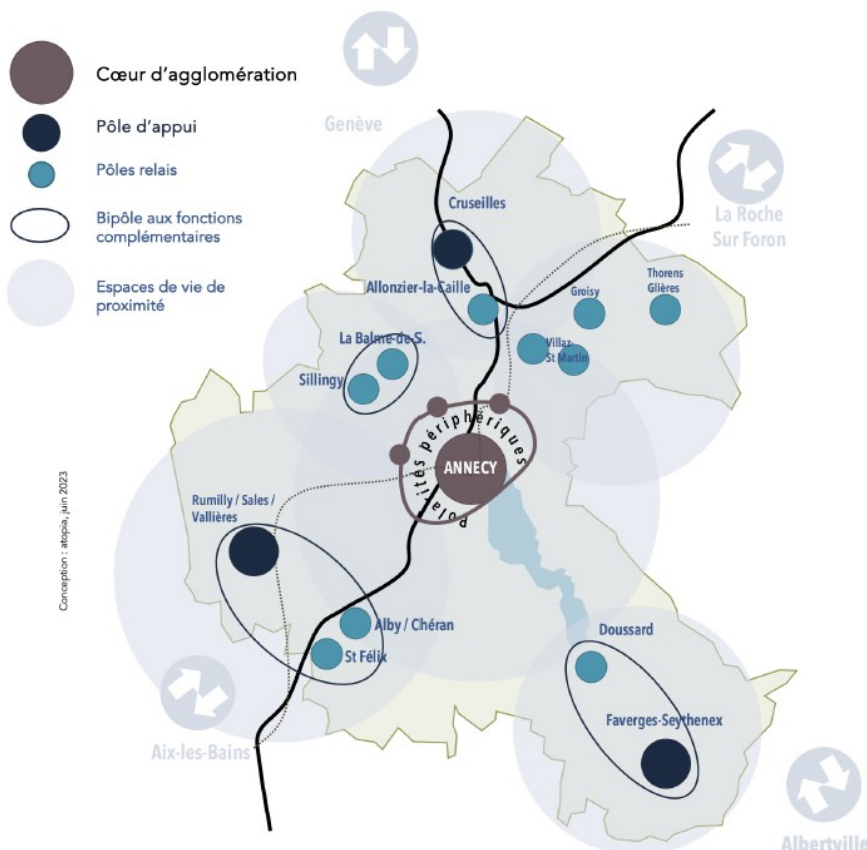 Cœur d'agglomération
Pôle d'appui
Pôles relais
Bipôle aux fonctions
complémentaires
Espaces de vie de
proximité
Genève
La Roche
Sur Foron
Cruseilles
Allonzier-la-Caille
Groisy
Thorens
Glières
Villaz
St Martin
La Balme-de-S.
Sillingy
Polarités périphériques
ANNECY
Rumilly / Sales /
Vallières
Alby / Chéran
St Félix
Doussard
Faverges-Seythenex
Aix-les-Bains
Albertville
Conception : atopia, juin 2023